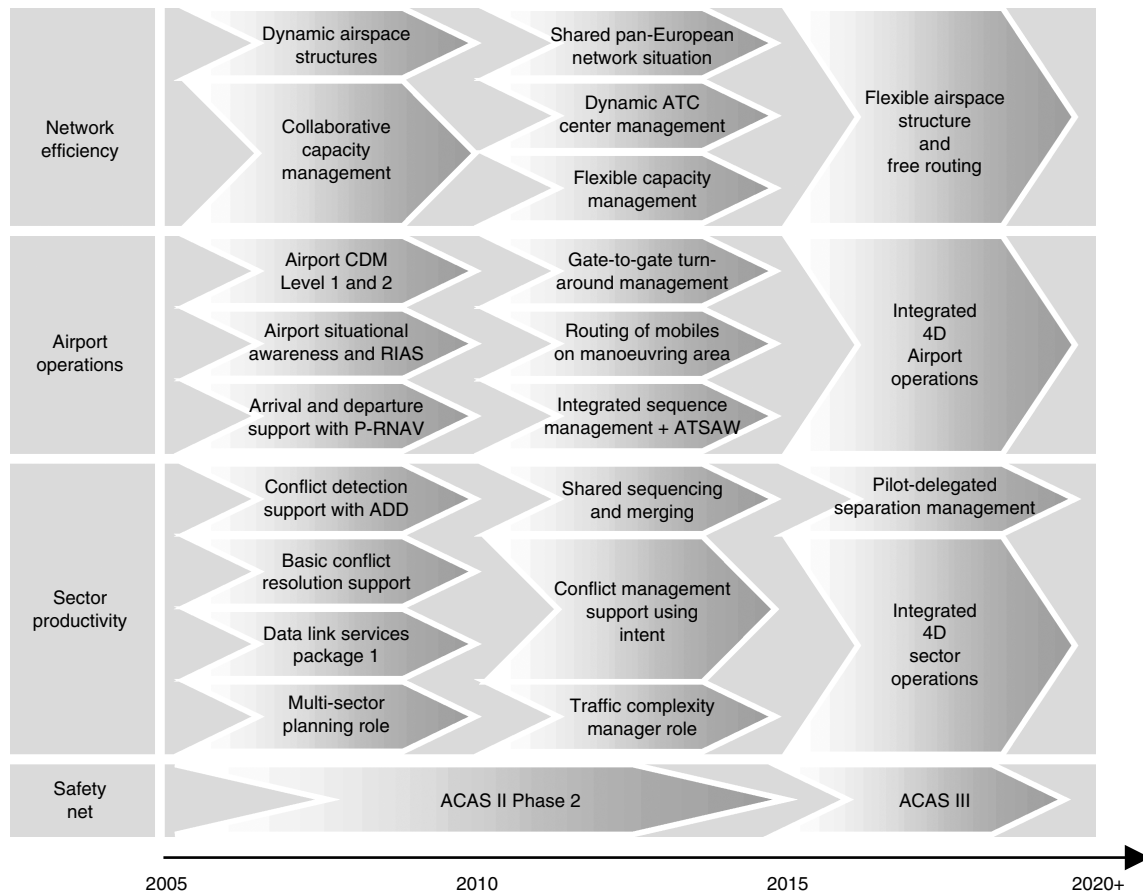 Network
efficiency
Dynamic airspace
structures
Collaborative
capacity
management
Shared pan-European
network situation
Dynamic ATC
center management
Flexible capacity
management
Flexible airspace
structure
and
free routing
Airport
operations
Airport CDM
Level 1 and 2
Airport situational
awareness and RIAS
Arrival and departure
support with P-RNAV
Gate-to-gate turn-
around management
Routing of mobiles
on manoeuvring area
Integrated sequence
management + ATSAW
Integrated
4D
Airport
operations
Sector
productivity
Conflict detection
support with ADD
Basic conflict
resolution support
Data link services
package 1
Multi-sector
planning role
Shared sequencing
and merging
Conflict management
support using
intent
Traffic complexity
manager role
Pilot-delegated
separation management
Integrated
4D
sector
operations
Safety
net
ACAS II Phase 2
ACAS III
2005
2010
2015
2020+